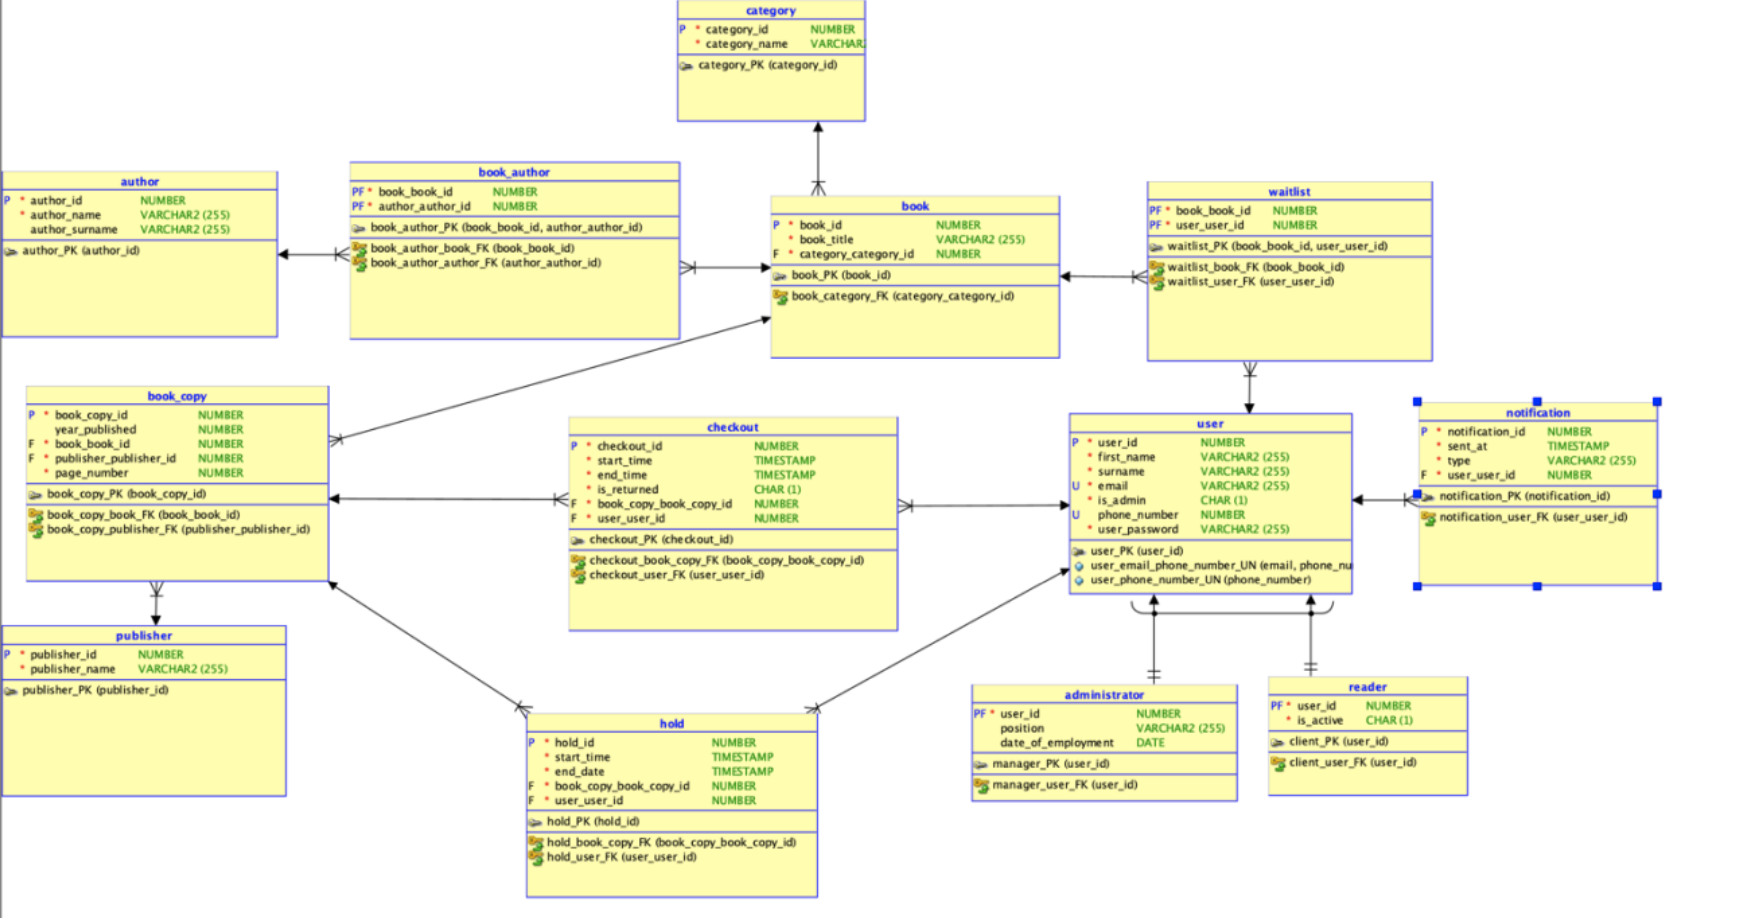 category
P * category_id NUMBER
* category_name VARCHAR
category_PK (category_id)
author
P * author_id NUMBER
* author_name VARCHAR2 (255)
author_surname VARCHAR2 (255)
author_PK (author_id)
book_author
PF * book_book_id NUMBER
PF * author_author_id NUMBER
book_author_PK (book_book_id, author_author_id)
book_author_book_FK (book_book_id)
book_author_author_FK (author_author_id)
book
P * book_id NUMBER
* book_title VARCHAR2 (255)
F * category_category_id NUMBER
book_PK (book_id)
book_category_FK (category_category_id)
waitlist
PF * book_book_id NUMBER
PF * user_user_id NUMBER
waitlist_PK (book_book_id, user_user_id)
waitlist_book_FK (book_book_id)
waitlist_user_FK (user_user_id)
book_copy
P * book_copy_id NUMBER
year_published NUMBER
F * book_book_id NUMBER
F * publisher_publisher_id NUMBER
* page_number NUMBER
book_copy_PK (book_copy_id)
book_copy_book_FK (book_book_id)
book_copy_publisher_FK (publisher_publisher_id)
checkout
P * checkout_id NUMBER
* start_time TIMESTAMP
* end_time TIMESTAMP
* is_returned CHAR (1)
F * book_copy_book_copy_id NUMBER
F * user_user_id NUMBER
checkout_PK (checkout_id)
checkout_book_copy_FK (book_copy_book_copy_id)
checkout_user_FK (user_user_id)
user
P * user_id NUMBER
* first_name VARCHAR2 (255)
* surname VARCHAR2 (255)
U * email VARCHAR2 (255)
* is_admin CHAR (1)
U phone_number NUMBER
* user_password VARCHAR2 (255)
user_PK (user_id)
user_email_phone_number_UN (email, phone_nu
user_phone_number_UN (phone_number)
notification
P * notification_id NUMBER
* sent_at TIMESTAMP
* type VARCHAR2 (255)
F * user_user_id NUMBER
notification_PK (notification_id)
notification_user_FK (user_user_id)
publisher
P * publisher_id NUMBER
* publisher_name VARCHAR2 (255)
publisher_PK (publisher_id)
hold
P * hold_id NUMBER
* start_time TIMESTAMP
* end_date TIMESTAMP
F * book_copy_book_copy_id NUMBER
F * user_user_id NUMBER
hold_PK (hold_id)
hold_book_copy_FK (book_copy_book_copy_id)
hold_user_FK (user_user_id)
administrator
PF * user_id NUMBER
position VARCHAR2 (255)
date_of_employment DATE
manager_PK (user_id)
manager_user_FK (user_id)
reader
PF * user_id NUMBER
* is_active CHAR (1)
client_PK (user_id)
client_user_FK (user_id)